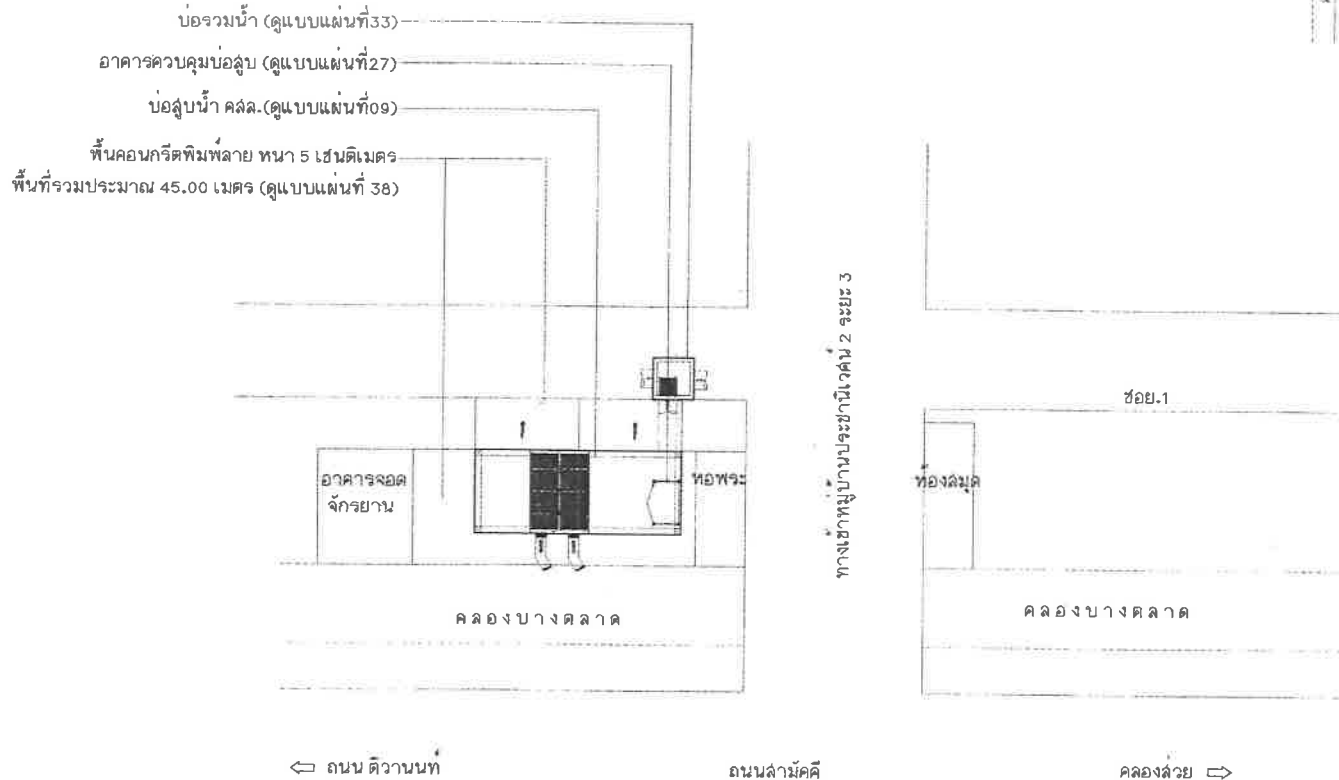 บ่อรวมน้ำ (ดูแบบแผ่นที่33)
อาคารควบคุมบ่อสูบ (ดูแบบแผ่นที่27)
บ่อสูบน้ำ คสล.(ดูแบบแผ่นที่09)
พื้นคอนกรีตพิมพ์ลาย หนา 5 เซนติเมตร
พื้นที่รวมประมาณ 45.00 เมตร (ดูแบบแผ่นที่ 38)
ทางเข้าหมู่บ้านประชานิเวศน์ 2 ระยะ 3
ซอย.1
อาคารจอด
จักรยาน
หอพระ
ห้องสมุด
คลองบางตลาด
คลองบางตลาด
ถนน ติวานนท์
ถนนสามัคคี
คลองส่วย